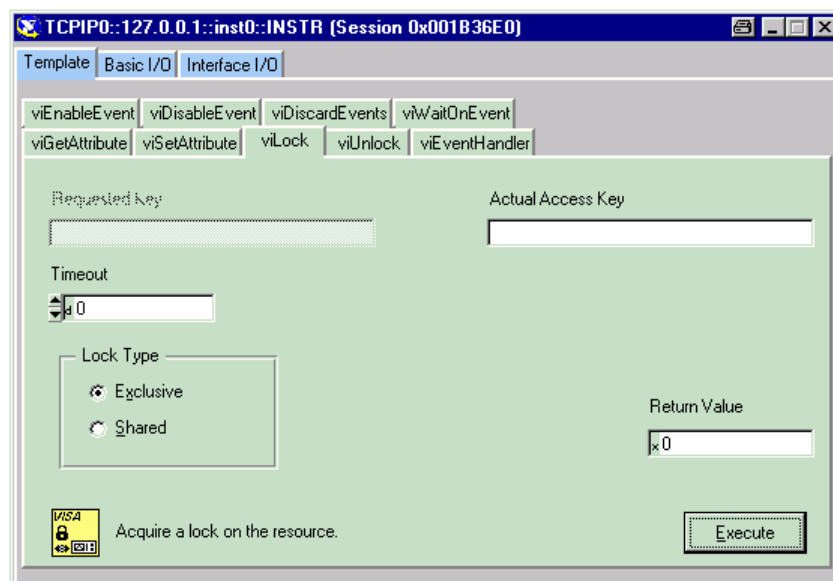 TCPIP0::127.0.0.1::inst0::INSTR (Session 0x001B36E0)
Template Basic I/O Interface I/O
viEnableEvent viDisableEvent viDiscardEvents viWaitOnEvent
viGetAttribute viSetAttribute viLock viUnlock viEventHandler
Requested Key Actual Access Key
Timeout
d 0
Lock Type
Exclusive
Shared
Return Value
x 0
VISA
Acquire a lock on the resource.
Execute